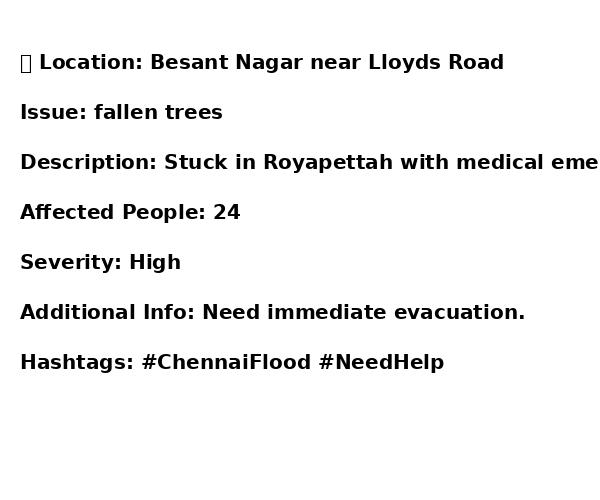 Location: Besant Nagar near Lloyds Road
Issue: fallen trees
Description: Stuck in Royapettah with medical eme
Affected People: 24
Severity: High
Additional Info: Need immediate evacuation.
Hashtags: #ChennaiFlood #NeedHelp